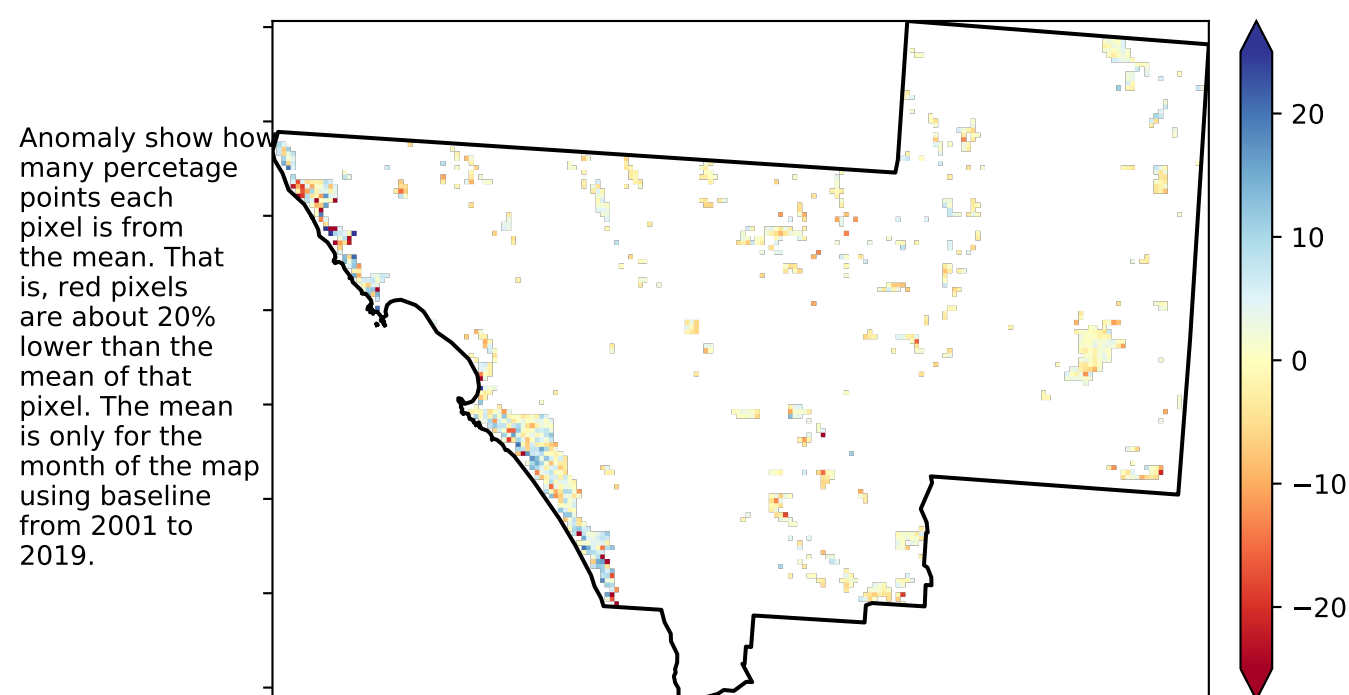 Anomaly show how
many percetage
points each
pixel is from
the mean. That
is, red pixels
are about 20%
lower than the
mean of that
pixel. The mean
is only for the
month of the map
using baseline
from 2001 to
2019.
20
10
0
−10
−20